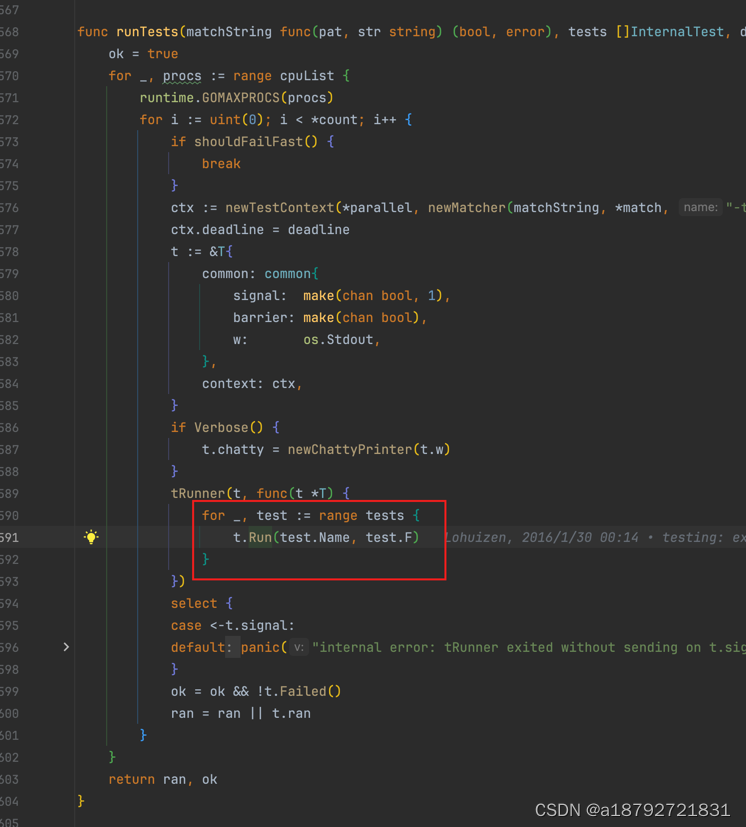 567
568 func runTests(matchString func(pat, str string) (bool, error), tests []InternalTest, d
569 ok = true
570 for _, procs := range cpuList {
571 runtime.GOMAXPROCS(procs)
572 for i := uint(0); i < *count; i++ {
573 if shouldFailFast() {
574 break
575 }
576 ctx := newTestContext(*parallel, newMatcher(matchString, *match, name: "-t
577 ctx.deadline = deadline
578 t := &T{
579 common: common{
580 signal: make(chan bool, 1),
581 barrier: make(chan bool),
582 w: os.Stdout,
583 },
584 context: ctx,
585 }
586 if Verbose() {
587 t.chatty = newChattyPrinter(t.w)
588 }
589 tRunner(t, func(t *T) {
590 for _, test := range tests {
591 t.Run(test.Name, test.F) Lohuizen, 2016/1/30 00:14 • testing: ex
592 }
593 })
594 select {
595 case <-t.signal:
596 default: panic( v: "internal error: tRunner exited without sending on t.sig
598 }
599 ok = ok && !t.Failed()
600 ran = ran || t.ran
601 }
602 }
603 return ran, ok
604 }
605
CSDN @a18792721831